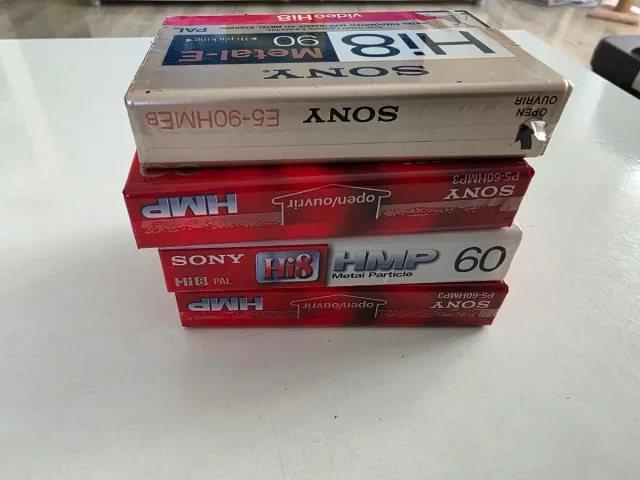 video Hi8
PAL
Hi8
Metal-E
90
SONY
SONY
E5-90HMEB
OPEN
OUVRIR
SONY
P5-60HMP3
open/ouvrir
HMP
SONY
Hi8
HMP
60
Metal Particle
Hi8 PAL
SONY
P5-60HMP3
open/ouvrir
HMP